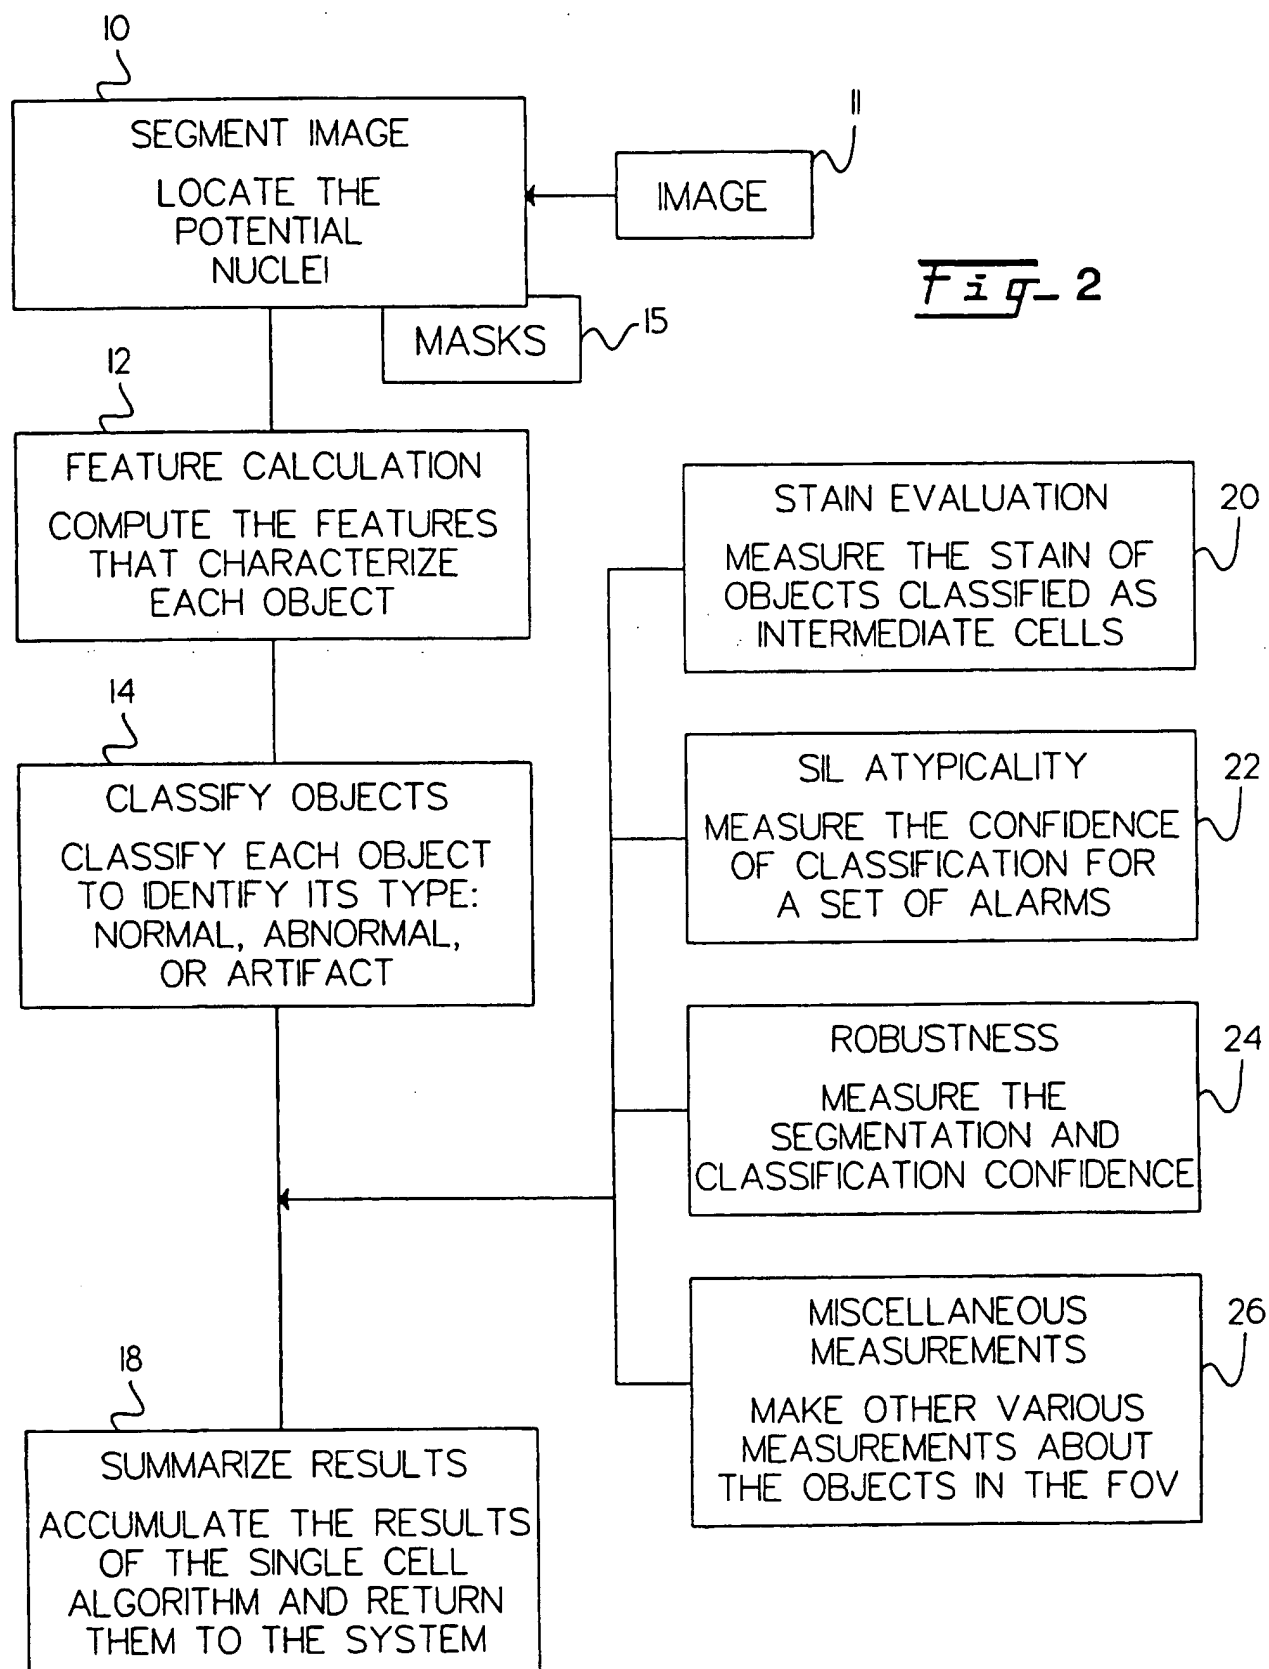 10
SEGMENT IMAGE
LOCATE THE
POTENTIAL
NUCLEI
11
IMAGE
Fig_ 2
MASKS
15
12
FEATURE CALCULATION
COMPUTE THE FEATURES
THAT CHARACTERIZE
EACH OBJECT
14
CLASSIFY OBJECTS
CLASSIFY EACH OBJECT
TO IDENTIFY ITS TYPE:
NORMAL, ABNORMAL,
OR ARTIFACT
18
SUMMARIZE RESULTS
ACCUMULATE THE RESULTS
OF THE SINGLE CELL
ALGORITHM AND RETURN
THEM TO THE SYSTEM
STAIN EVALUATION
MEASURE THE STAIN OF
OBJECTS CLASSIFIED AS
INTERMEDIATE CELLS
20
SIL ATYPICALITY
MEASURE THE CONFIDENCE
OF CLASSIFICATION FOR
A SET OF ALARMS
22
ROBUSTNESS
MEASURE THE
SEGMENTATION AND
CLASSIFICATION CONFIDENCE
24
MISCELLANEOUS
MEASUREMENTS
MAKE OTHER VARIOUS
MEASUREMENTS ABOUT
THE OBJECTS IN THE FOV
26